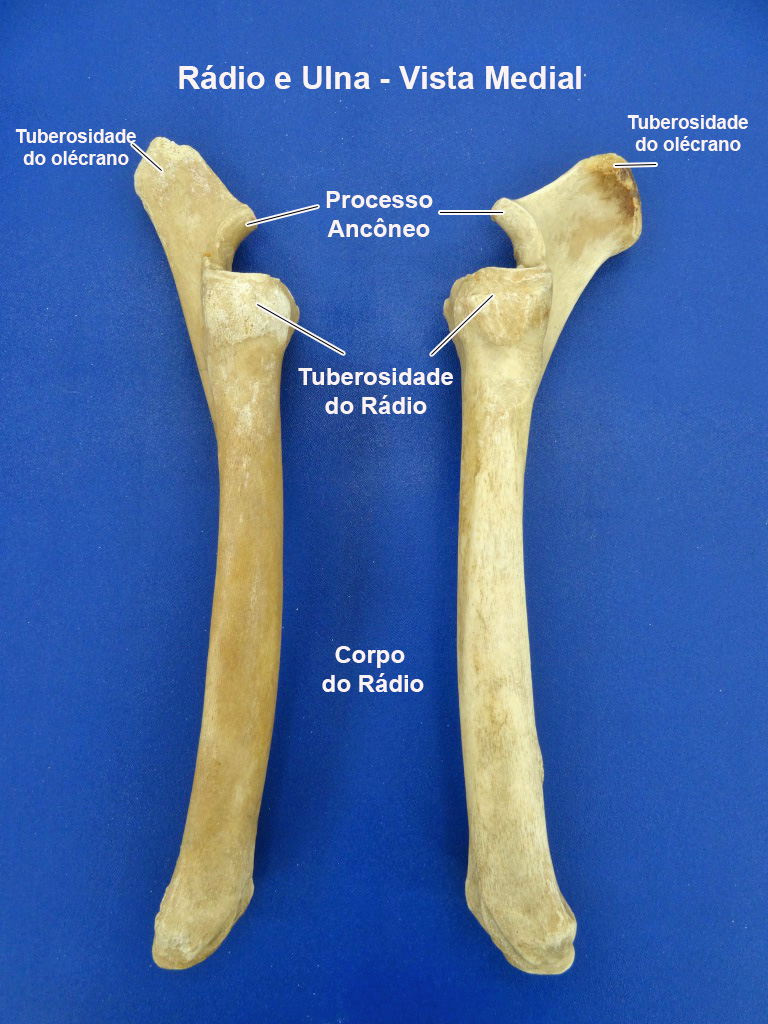 Rádio e Ulna - Vista Medial
Tuberosidade
do olécrano
Tuberosidade
do olécrano
Processo
Ancôneo
Tuberosidade
do Rádio
Corpo
do Rádio